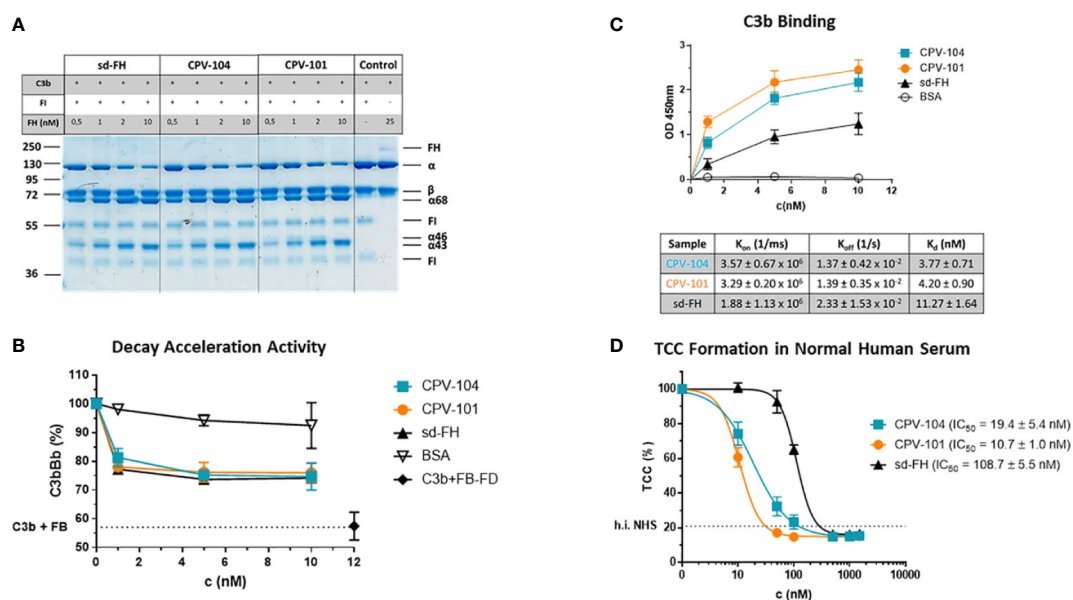 A
sd-FH CPV-104 CPV-101 Control
C3b + + + + + + + + + + + + + +
FI + + + + + + + + + + + + + -
FH (nM) 0,5 1 2 10 0,5 1 2 10 0,5 1 2 10 - 25
250
130
95
72
55
36
FH
α
β
α68
FI
α46
α43
FI
B
Decay Acceleration Activity
C3bBb (%)
110
100
90
80
70
60
50
C3b + FB
0 2 4 6 8 10 12
c (nM)
CPV-104
CPV-101
sd-FH
BSA
C3b+FB-FD
C
C3b Binding
OD 450nm
3
2
1
0
0 2 4 6 8 10 12
c(nM)
CPV-104
CPV-101
sd-FH
BSA
Sample Kon (1/ms) Koff (1/s) Kd (nM)
CPV-104 3.57 ± 0.67 x 10⁶ 1.37 ± 0.42 x 10⁻² 3.77 ± 0.71
CPV-101 3.29 ± 0.20 x 10⁶ 1.39 ± 0.35 x 10⁻² 4.20 ± 0.90
sd-FH 1.88 ± 1.13 x 10⁶ 2.33 ± 1.53 x 10⁻² 11.27 ± 1.64
D
TCC Formation in Normal Human Serum
TCC (%)
100
80
60
40
20
0
h.i. NHS
0 10 100 1000 10000
c (nM)
CPV-104 (IC50 = 19.4 ± 5.4 nM)
CPV-101 (IC50 = 10.7 ± 1.0 nM)
sd-FH (IC50 = 108.7 ± 5.5 nM)